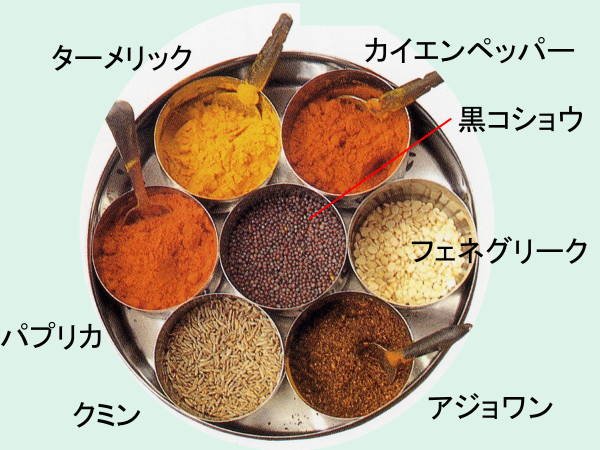 ターメリック
カイエンペッパー
黒コショウ
フェネグリーク
パプリカ
クミン
アジョワン